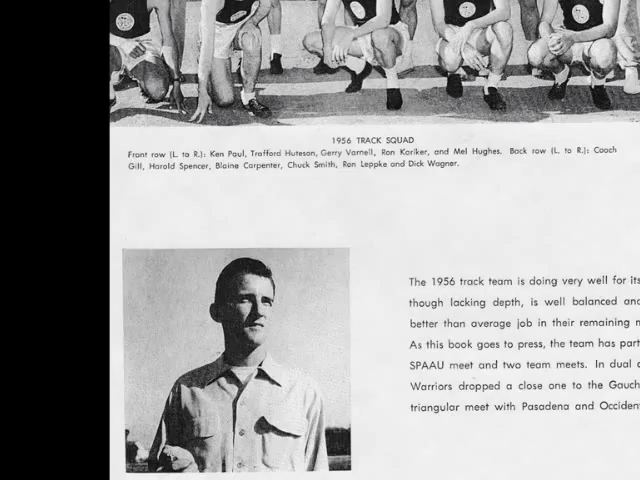 1956 TRACK SQUAD
Front row (L. to R.): Ken Paul, Trafford Huteson, Gerry Varnell, Ron Kariker, and Mel Hughes. Back row (L. to R.): Coach
Gill, Harold Spencer, Blaine Carpenter, Chuck Smith, Ron Leppke and Dick Wagner.
The 1956 track team is doing very well for its
though lacking depth, is well balanced and
better than average job in their remaining
As this book goes to press, the team has part
SPAAU meet and two team meets. In dual
Warriors dropped a close one to the Gauch
triangular meet with Pasadena and Occident